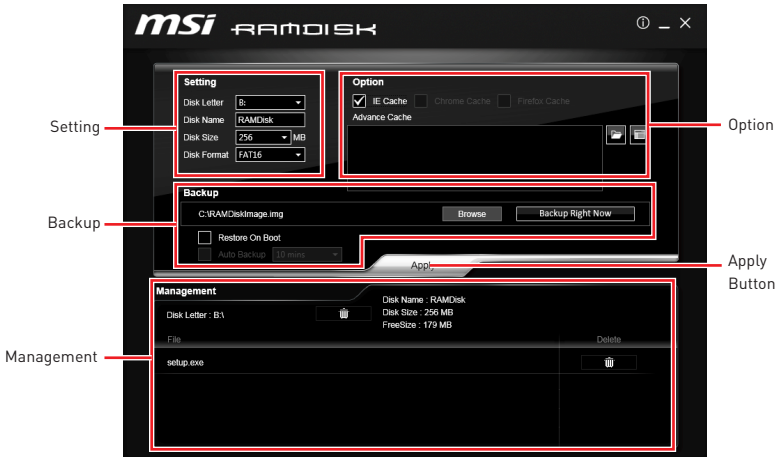 msi RAMDISK
Setting
Disk Letter B:
Disk Name RAMDisk
Disk Size 256 MB
Disk Format FAT16
Option
IE Cache Chrome Cache Firefox Cache
Advance Cache
Setting
Option
Backup
C:\RAMDiskImage.img Browse Backup Right Now
Restore On Boot
Auto Backup 10 mins
Backup
Apply
Apply
Button
Management
Disk Letter : B:\
Disk Name : RAMDisk
Disk Size : 256 MB
FreeSize : 179 MB
File Delete
setup.exe
Management